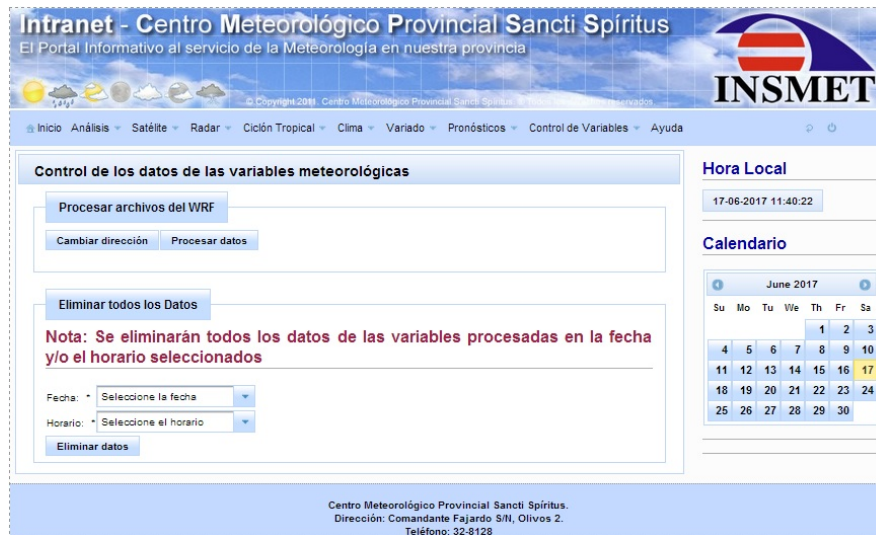 Intranet - Centro Meteorológico Provincial Sancti Spíritus
El Portal Informativo al servicio de la Meteorología en nuestra provincia
© Copyright 2011. Centro Meteorológico Provincial Sancti Spíritus
INSMET
Inicio Análisis Satélite Radar Ciclón Tropical Clima Variado Pronósticos Control de Variables Ayuda
Control de los datos de las variables meteorológicas
Procesar archivos del WRF
Cambiar dirección Procesar datos
Eliminar todos los Datos
Nota: Se eliminarán todos los datos de las variables procesadas en la fecha
y/o el horario seleccionados
Fecha: * Seleccione la fecha
Horario: * Seleccione el horario
Eliminar datos
Hora Local
17-06-2017 11:40:22
Calendario
June 2017
Su Mo Tu We Th Fr Sa
1 2 3
4 5 6 7 8 9 10
11 12 13 14 15 16 17
18 19 20 21 22 23 24
25 26 27 28 29 30
Centro Meteorológico Provincial Sancti Spíritus.
Dirección: Comandante Fajardo S/N, Olivos 2.
Teléfono: 32-8128